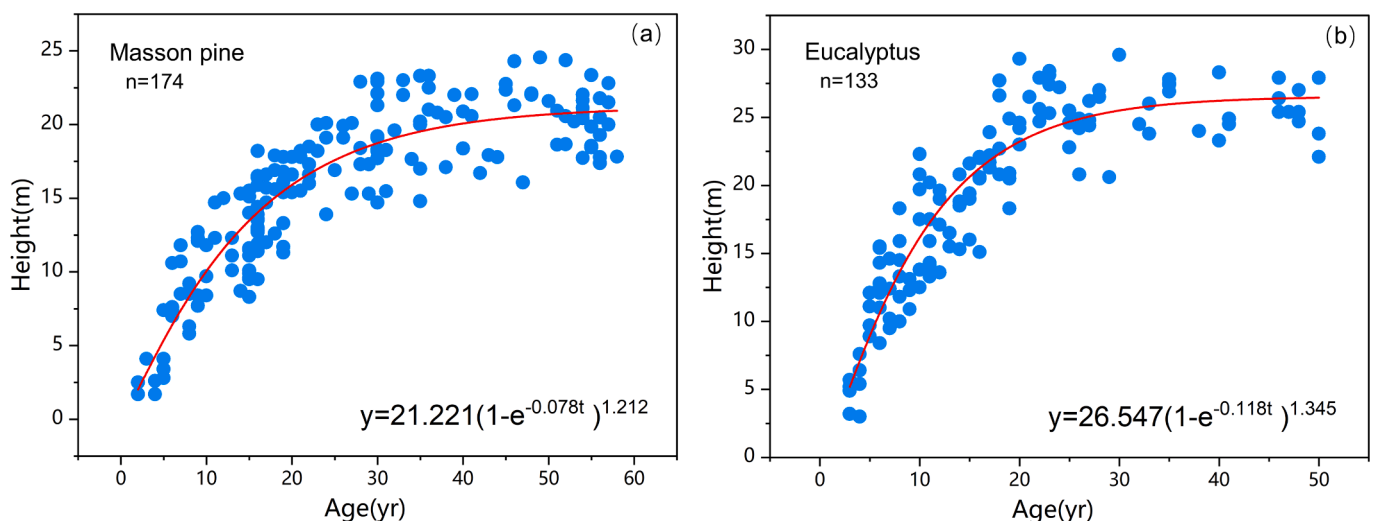 (a)
Masson pine
n=174
25
20
15
10
5
0
Height(m)
y=21.221(1-e^-0.078t)^1.212
0 10 20 30 40 50 60
Age(yr)
(b)
Eucalyptus
n=133
30
25
20
15
10
5
0
Height(m)
y=26.547(1-e^-0.118t)^1.345
0 10 20 30 40 50
Age(yr)